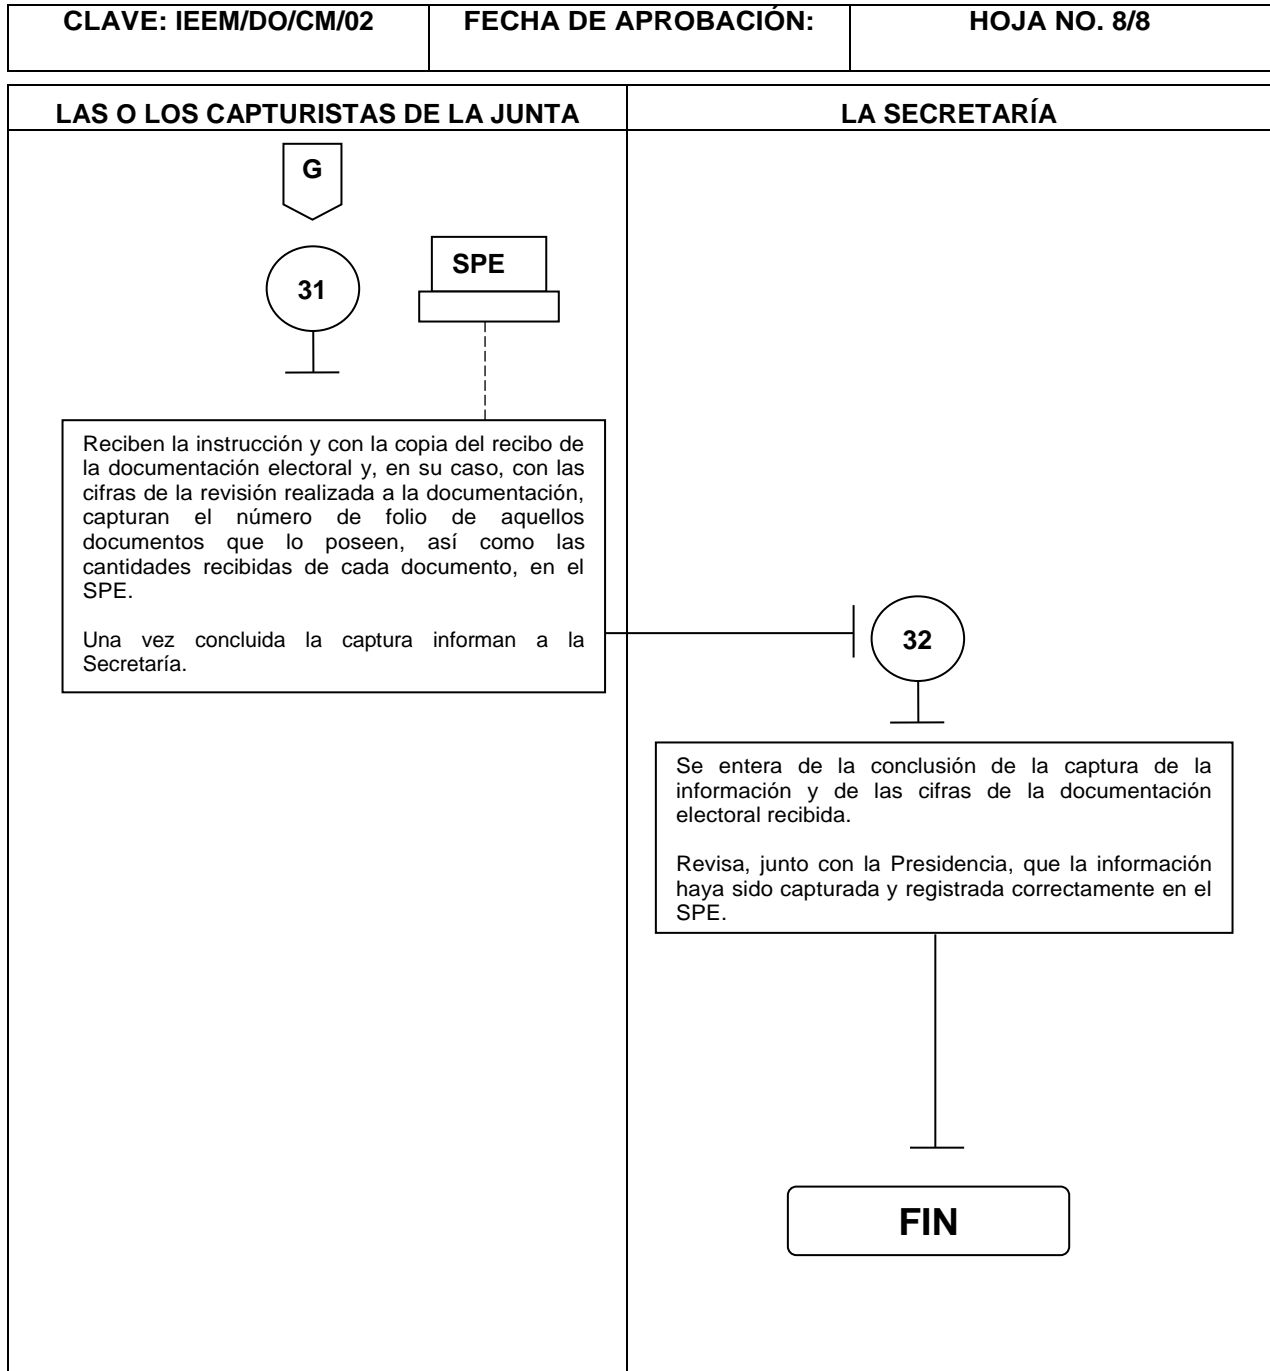 CLAVE: IEEM/DO/CM/02
FECHA DE APROBACIÓN:
HOJA NO. 8/8
LAS O LOS CAPTURISTAS DE LA JUNTA
LA SECRETARÍA
G
31
SPE
Reciben la instrucción y con la copia del recibo de
la documentación electoral y, en su caso, con las
cifras de la revisión realizada a la documentación,
capturan el número de folio de aquellos
documentos que lo poseen, así como las
cantidades recibidas de cada documento, en el
SPE.
Una vez concluida la captura informan a la
Secretaría.
32
Se entera de la conclusión de la captura de la
información y de las cifras de la documentación
electoral recibida.
Revisa, junto con la Presidencia, que la información
haya sido capturada y registrada correctamente en el
SPE.
FIN